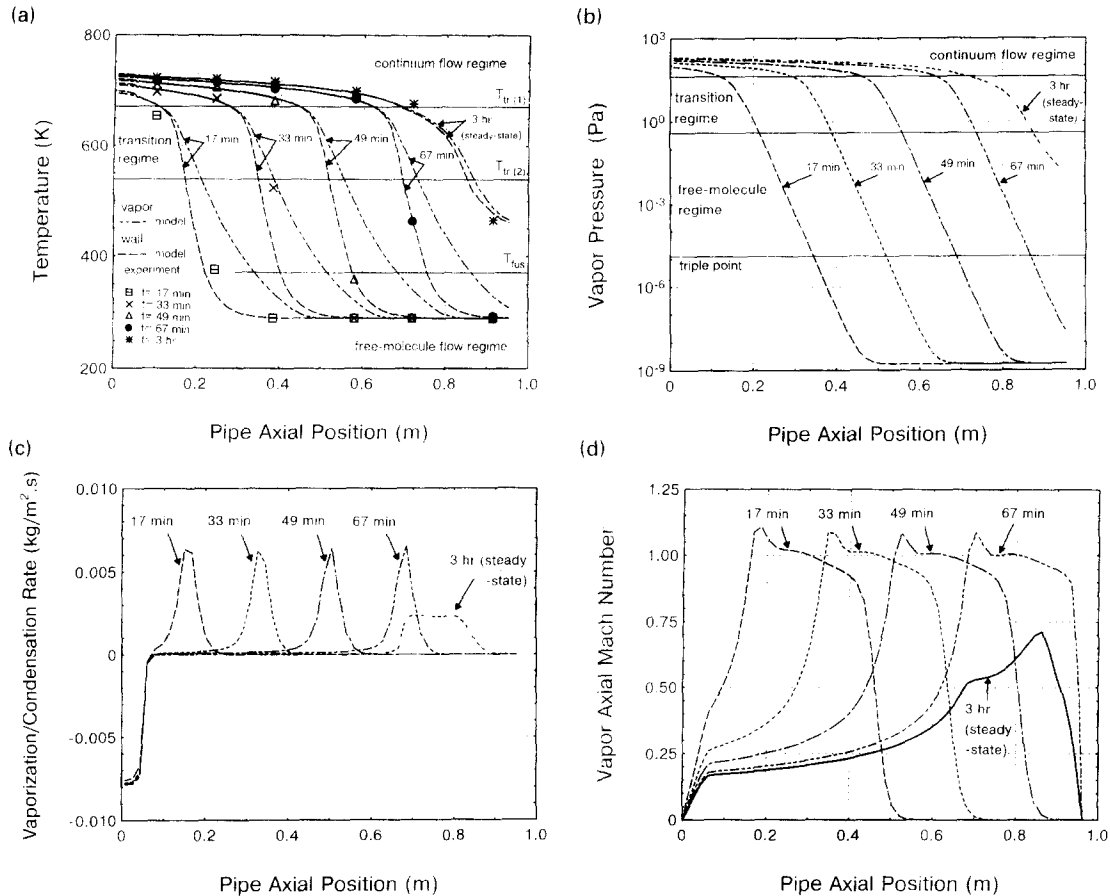 (a)
800
600
400
200
Temperature (K)
continuum flow regime
T_tr (1)
3 hr
(steady-state)
17 min
33 min
49 min
67 min
transition
regime
T_tr (2)
vapor
model
wall
model
experiment
T_fus
t= 17 min
t= 33 min
t= 49 min
t= 67 min
t= 3 hr
free-molecule flow regime
0 0.2 0.4 0.6 0.8 1.0
Pipe Axial Position (m)
(b)
10³
10⁰
10⁻³
10⁻⁶
10⁻⁹
Vapor Pressure (Pa)
continuum flow regime
transition
regime
3 hr
(steady-
state)
17 min
33 min
49 min
67 min
free-molecule
regime
triple point
0 0.2 0.4 0.6 0.8 1.0
Pipe Axial Position (m)
(c)
0.010
0.005
0
-0.005
-0.010
Vaporization/Condensation Rate (kg/m².s)
17 min
33 min
49 min
67 min
3 hr (steady
-state)
0 0.2 0.4 0.6 0.8 1.0
Pipe Axial Position (m)
(d)
1.25
1.00
0.75
0.50
0.25
0
Vapor Axial Mach Number
17 min
33 min
49 min
67 min
3 hr
(steady
-state)
0 0.2 0.4 0.6 0.8 1.0
Pipe Axial Position (m)